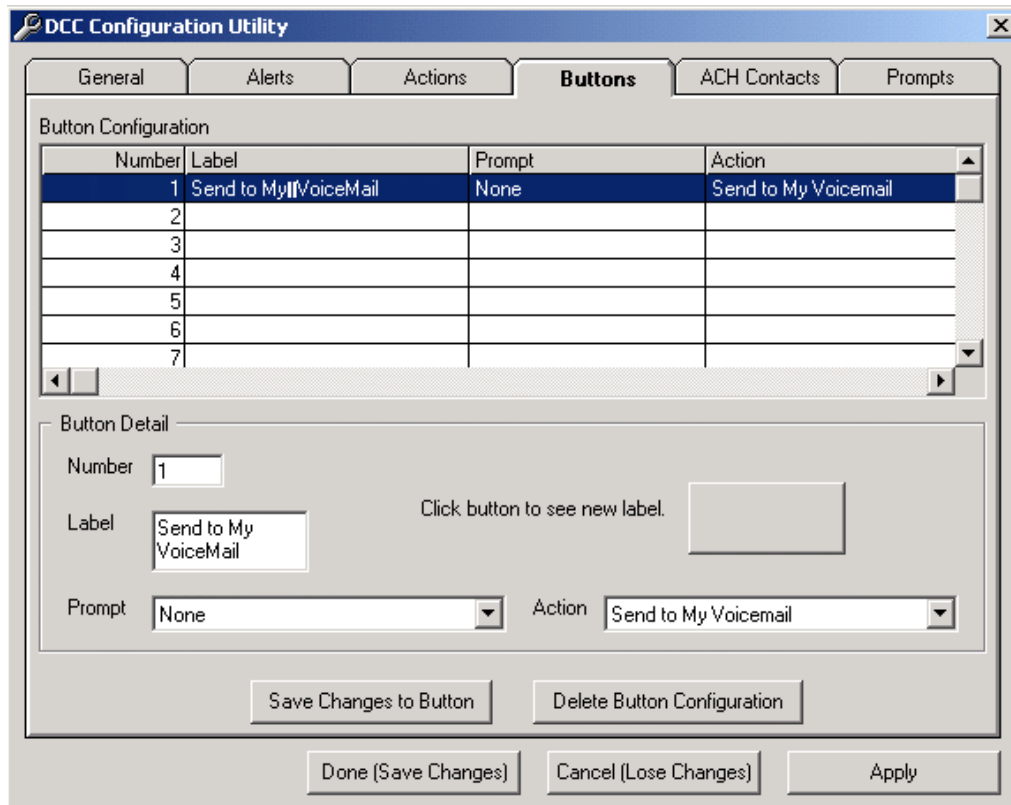 DCC Configuration Utility
General Alerts Actions Buttons ACH Contacts Prompts
Button Configuration
Number Label Prompt Action
1 Send to My||VoiceMail None Send to My Voicemail
2
3
4
5
6
7
Button Detail
Number 1
Label Send to My
VoiceMail
Click button to see new label.
Prompt None Action Send to My Voicemail
Save Changes to Button Delete Button Configuration
Done (Save Changes) Cancel (Lose Changes) Apply